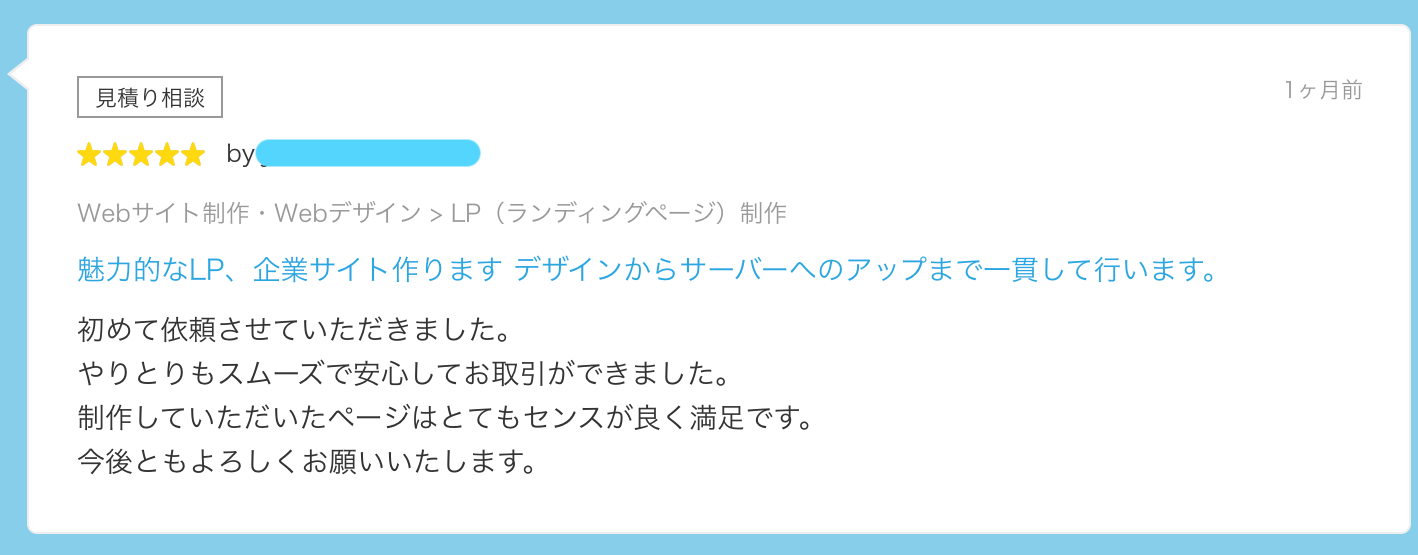 見積り相談
1ヶ月前
by
Webサイト制作・Webデザイン > LP（ランディングページ）制作
魅力的なLP、企業サイト作ります デザインからサーバーへのアップまで一貫して行います。
初めて依頼させていただきました。
やりとりもスムーズで安心してお取引ができました。
制作していただいたページはとてもセンスが良く満足です。
今後ともよろしくお願いいたします。